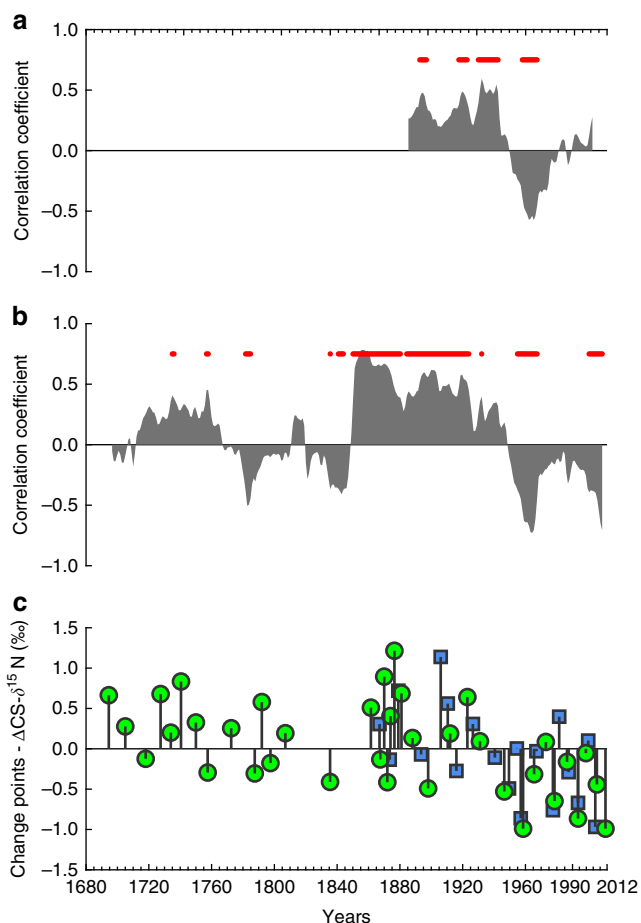 a
1.0
0.5
0.0
−0.5
−1.0
Correlation coefficient
b
1.0
0.5
0.0
−0.5
−1.0
Correlation coefficient
c
1.5
1.0
0.5
0.0
−0.5
−1.0
−1.5
Change points - ΔCS-δ¹⁵ N (‰)
1680 1720 1760 1800 1840 1880 1920 1960 1990 2012
Years